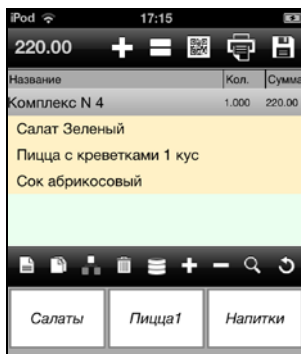 iPod 17:15
220.00
Название Кол. Сумма
Комплекс N 4 1.000 220.00
Салат Зеленый
Пицца с креветками 1 кус
Сок абрикосовый
Салаты Пицца1 Напитки